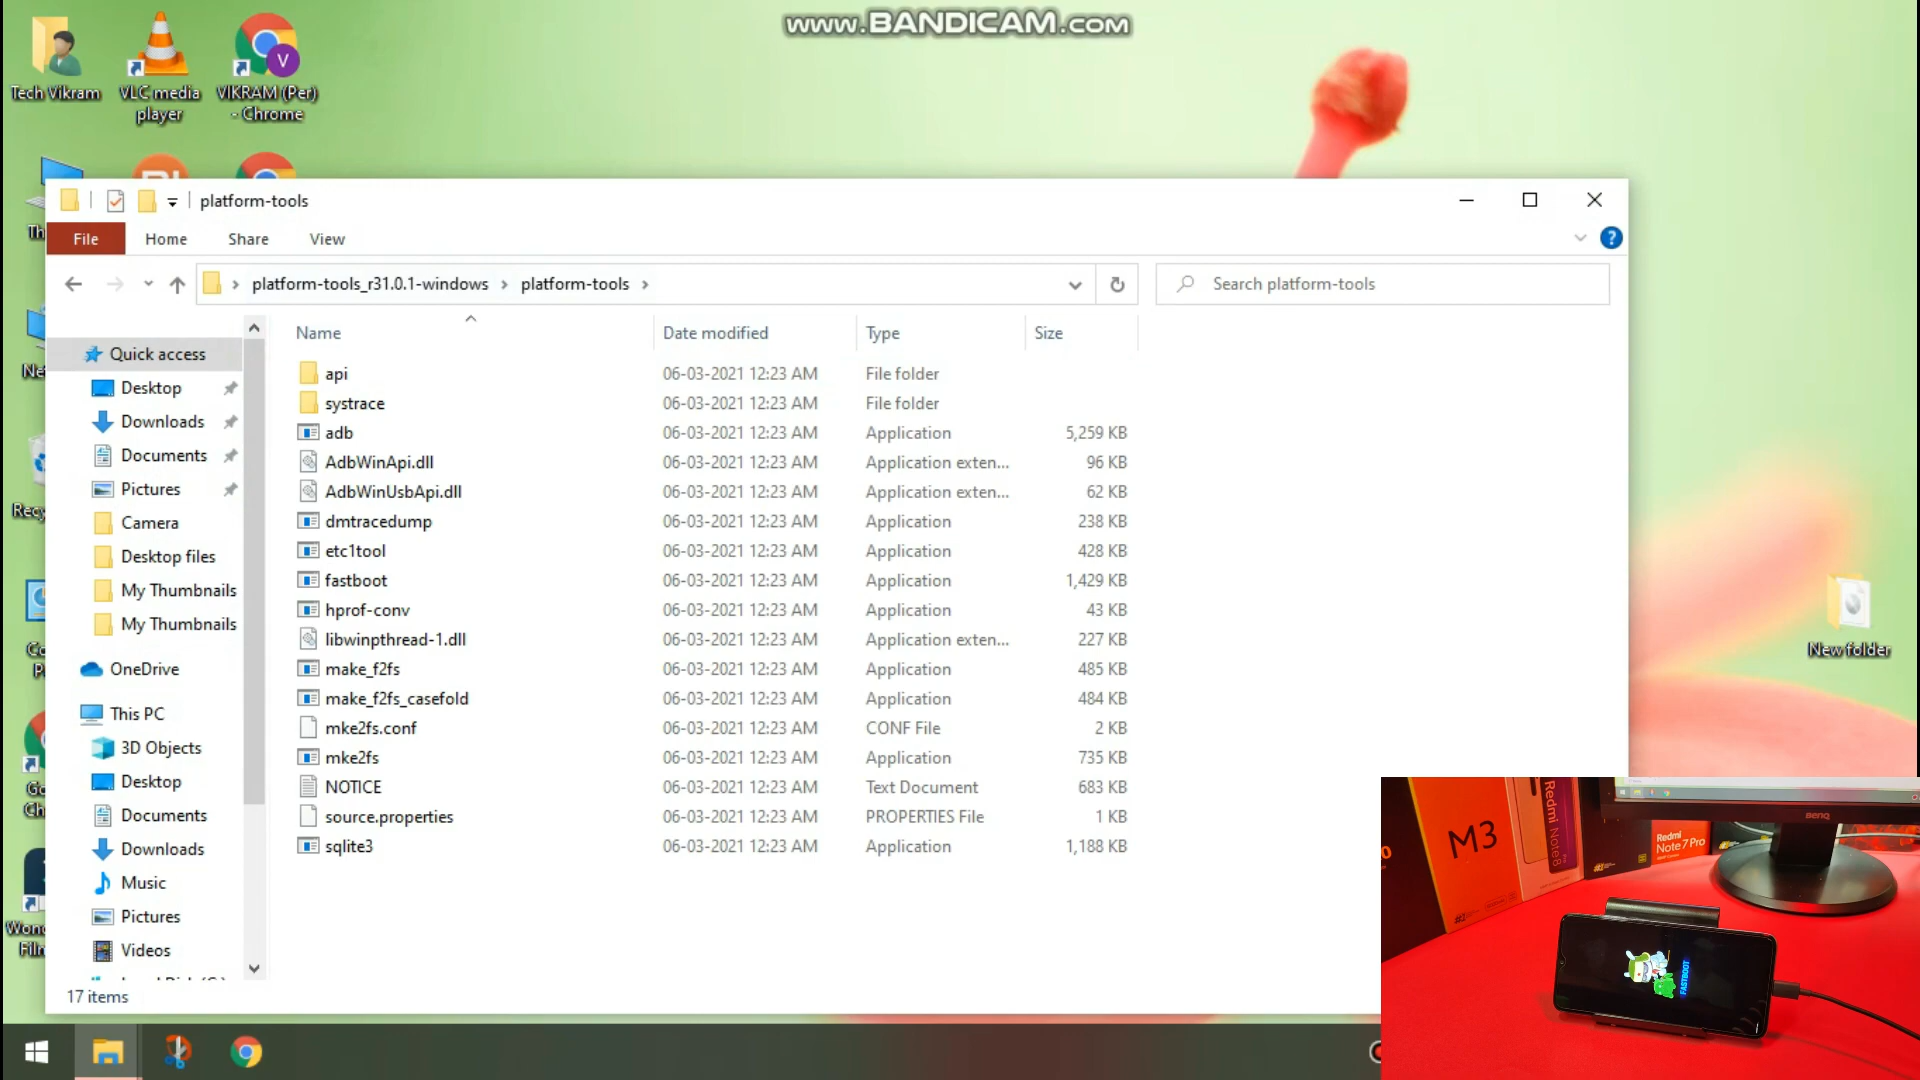 www.BANDICAM.com
Tech Vikram
VLC media
player
VIKRAM (Per)
- Chrome
platform-tools
File
Home
Share
View
platform-tools_r31.0.1-windows
platform-tools
Search platform-tools
Name
Date modified
Type
Size
Quick access
Desktop
Downloads
Documents
Pictures
Camera
Desktop files
My Thumbnails
My Thumbnails
OneDrive
This PC
3D Objects
Desktop
Documents
Downloads
Music
Pictures
Videos
api 06-03-2021 12:23 AM File folder
systrace 06-03-2021 12:23 AM File folder
adb 06-03-2021 12:23 AM Application 5,259 KB
AdbWinApi.dll 06-03-2021 12:23 AM Application exten... 96 KB
AdbWinUsbApi.dll 06-03-2021 12:23 AM Application exten... 62 KB
dmtracedump 06-03-2021 12:23 AM Application 238 KB
etc1tool 06-03-2021 12:23 AM Application 428 KB
fastboot 06-03-2021 12:23 AM Application 1,429 KB
hprof-conv 06-03-2021 12:23 AM Application 43 KB
libwinpthread-1.dll 06-03-2021 12:23 AM Application exten... 227 KB
make_f2fs 06-03-2021 12:23 AM Application 485 KB
make_f2fs_casefold 06-03-2021 12:23 AM Application 484 KB
mke2fs.conf 06-03-2021 12:23 AM CONF File 2 KB
mke2fs 06-03-2021 12:23 AM Application 735 KB
NOTICE 06-03-2021 12:23 AM Text Document 683 KB
source.properties 06-03-2021 12:23 AM PROPERTIES File 1 KB
sqlite3 06-03-2021 12:23 AM Application 1,188 KB
17 items
New folder
M3
Redmi Note 8
Redmi
Note 7 Pro
BenQ
FASTBOOT